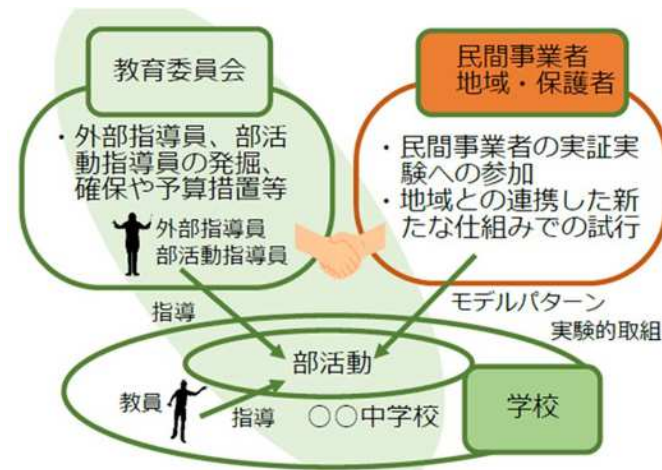 教育委員会
・外部指導員、部活
動指導員の発掘、
確保や予算措置等
外部指導員
部活動指導員
民間事業者
地域・保護者
・民間事業者の実証実
験への参加
・地域との連携した新
たな仕組みでの試行
指導
モデルパターン
実験的取組
部活動
教員
指導
○○中学校
学校